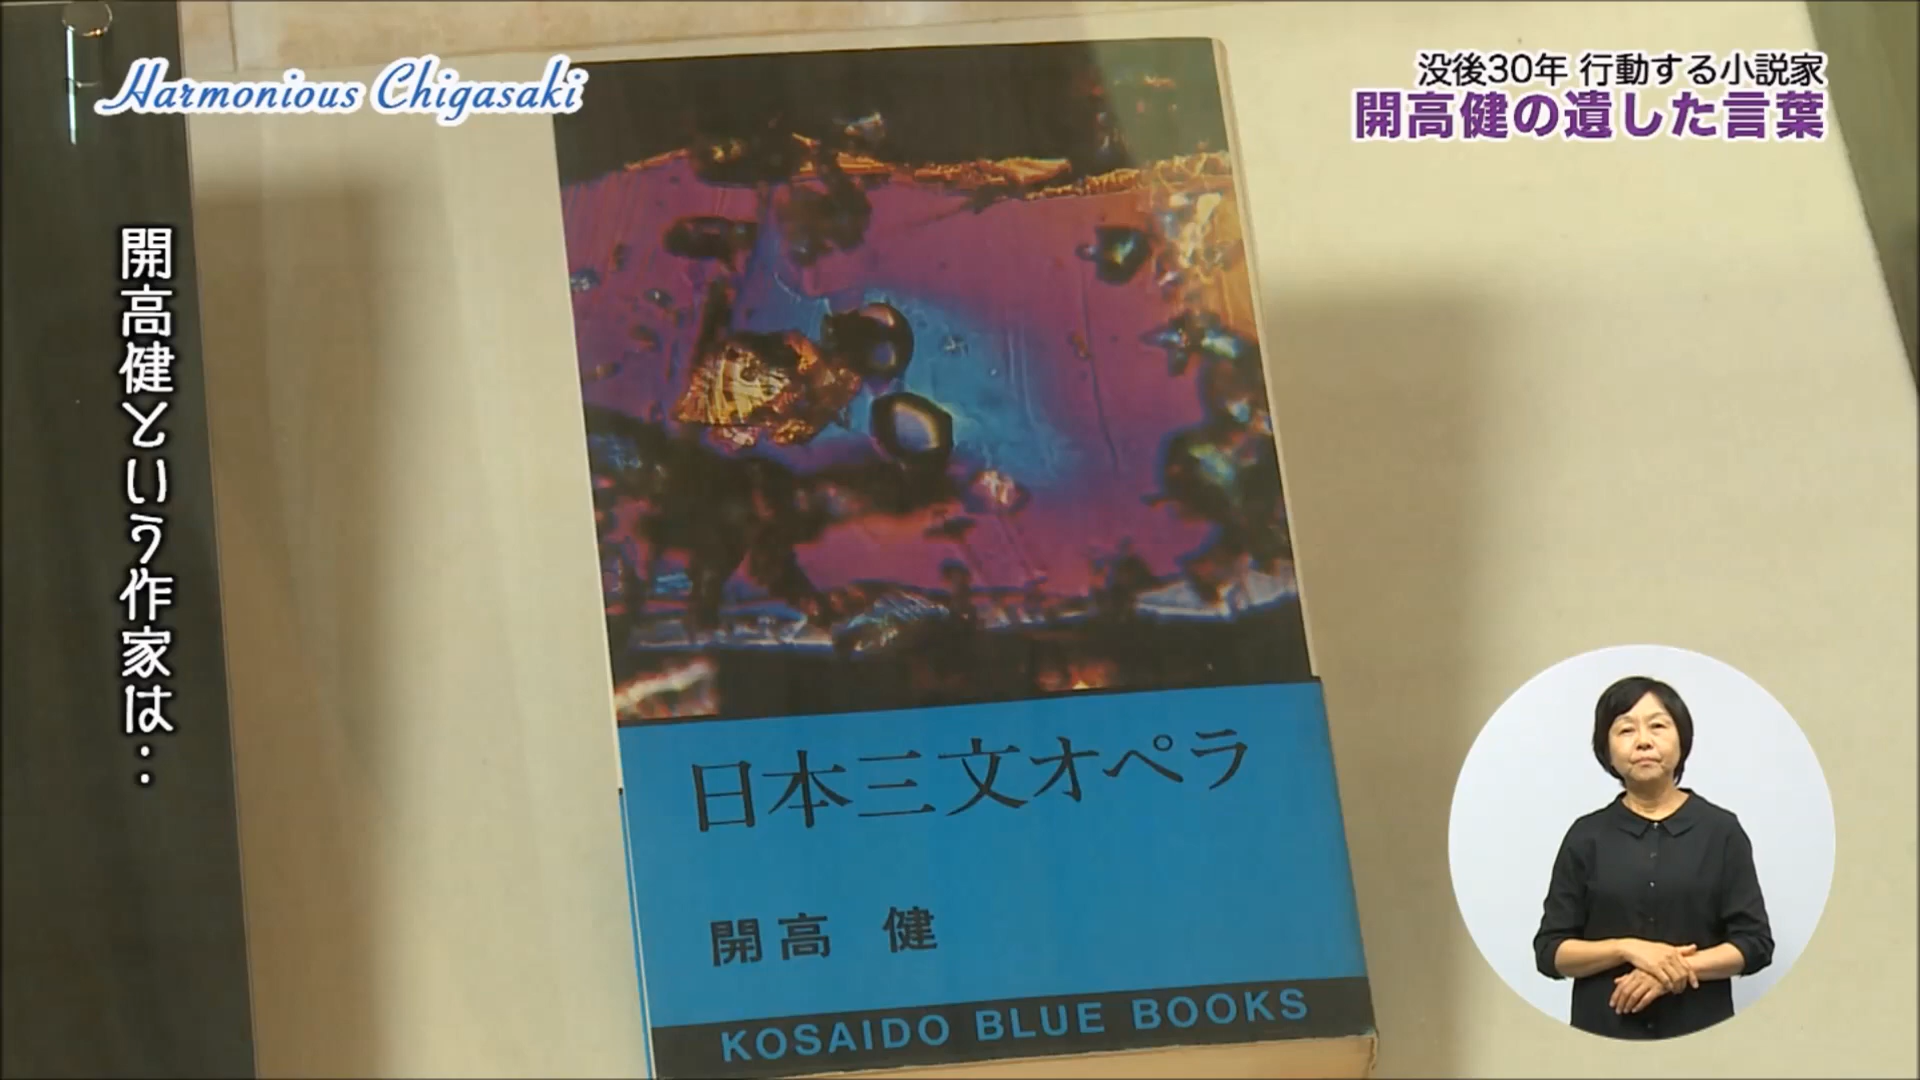 Harmonious Chigasaki
没後30年 行動する小説家
開高健の遺した言葉
開高健という作家は‥
日本三文オペラ
開高 健
KOSAIDO BLUE BOOKS